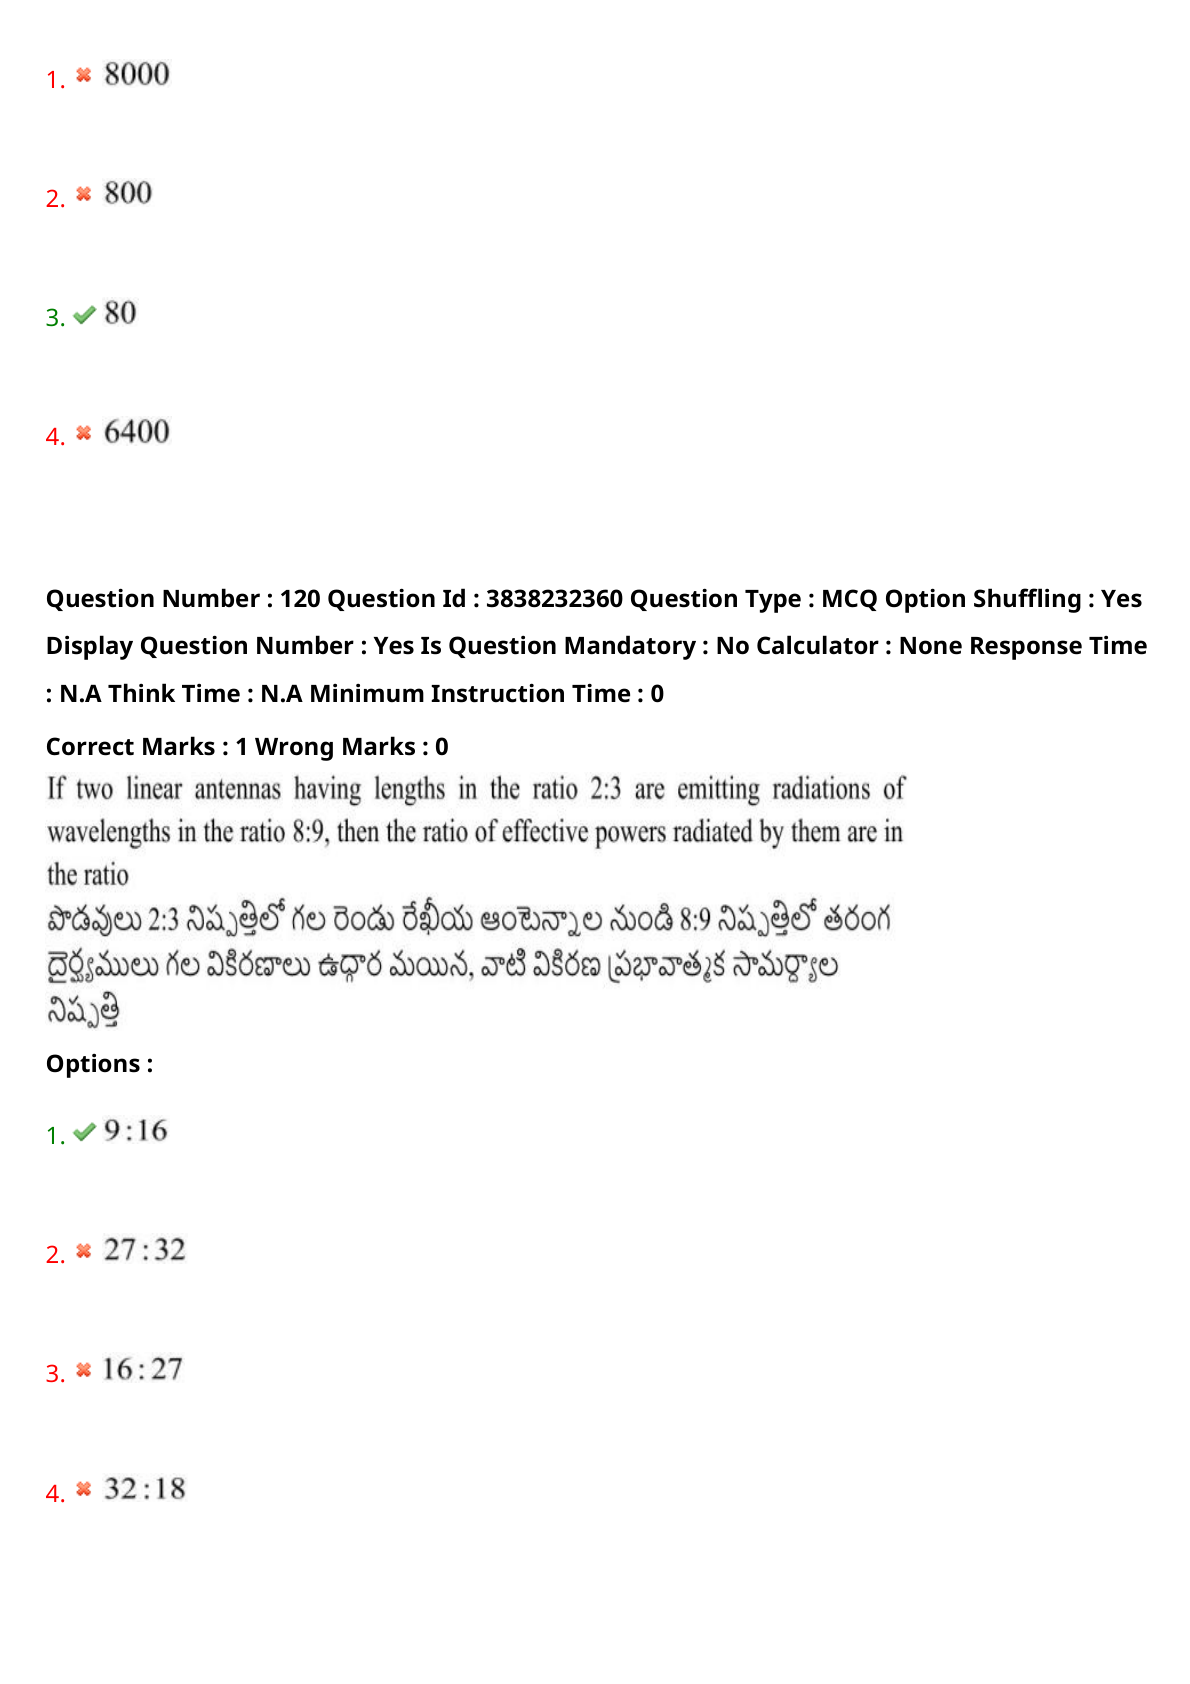 1. 8000
2. 800
3. 80
4. 6400
Question Number : 120 Question Id : 3838232360 Question Type : MCQ Option Shuffling : Yes
Display Question Number : Yes Is Question Mandatory : No Calculator : None Response Time
: N.A Think Time : N.A Minimum Instruction Time : 0
Correct Marks : 1 Wrong Marks : 0
If two linear antennas having lengths in the ratio 2:3 are emitting radiations of
wavelengths in the ratio 8:9, then the ratio of effective powers radiated by them are in
the ratio
పొడవులు 2:3 నిష్పత్తిలో గల రెండు రేఖీయ ఆంటెన్నాల నుండి 8:9 నిష్పత్తిలో తరంగ
దైర్ఘ్యములు గల వికిరణాలు ఉద్గార మయిన, వాటి వికిరణ ప్రభావాత్మక సామర్థ్యాల
నిష్పత్తి
Options :
1. 9:16
2. 27:32
3. 16:27
4. 32:18